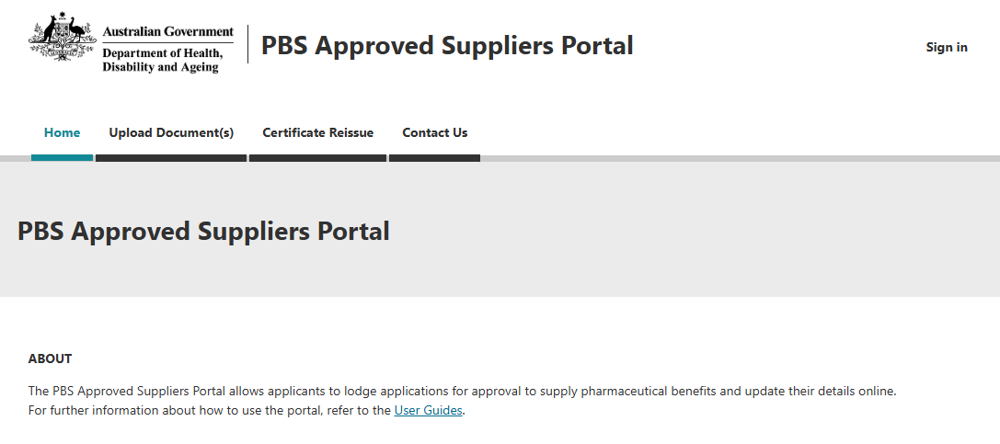 Australian Government
Department of Health,
Disability and Ageing
PBS Approved Suppliers Portal
Sign in
Home
Upload Document(s)
Certificate Reissue
Contact Us
PBS Approved Suppliers Portal
ABOUT
The PBS Approved Suppliers Portal allows applicants to lodge applications for approval to supply pharmaceutical benefits and update their details online.
For further information about how to use the portal, refer to the User Guides.